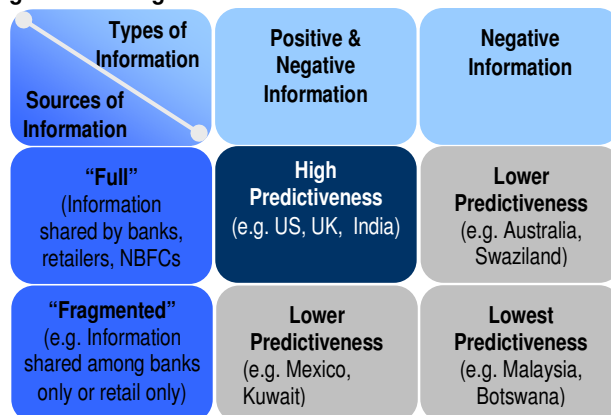 Types of
Information
Sources of
Information
Positive &
Negative
Information
Negative
Information
“Full”
(Information
shared by banks,
retailers, NBFCs
High
Predictiveness
(e.g. US, UK, India)
Lower
Predictiveness
(e.g. Australia,
Swaziland)
“Fragmented”
(e.g. Information
shared among banks
only or retail only)
Lower
Predictiveness
(e.g. Mexico,
Kuwait)
Lowest
Predictiveness
(e.g. Malaysia,
Botswana)